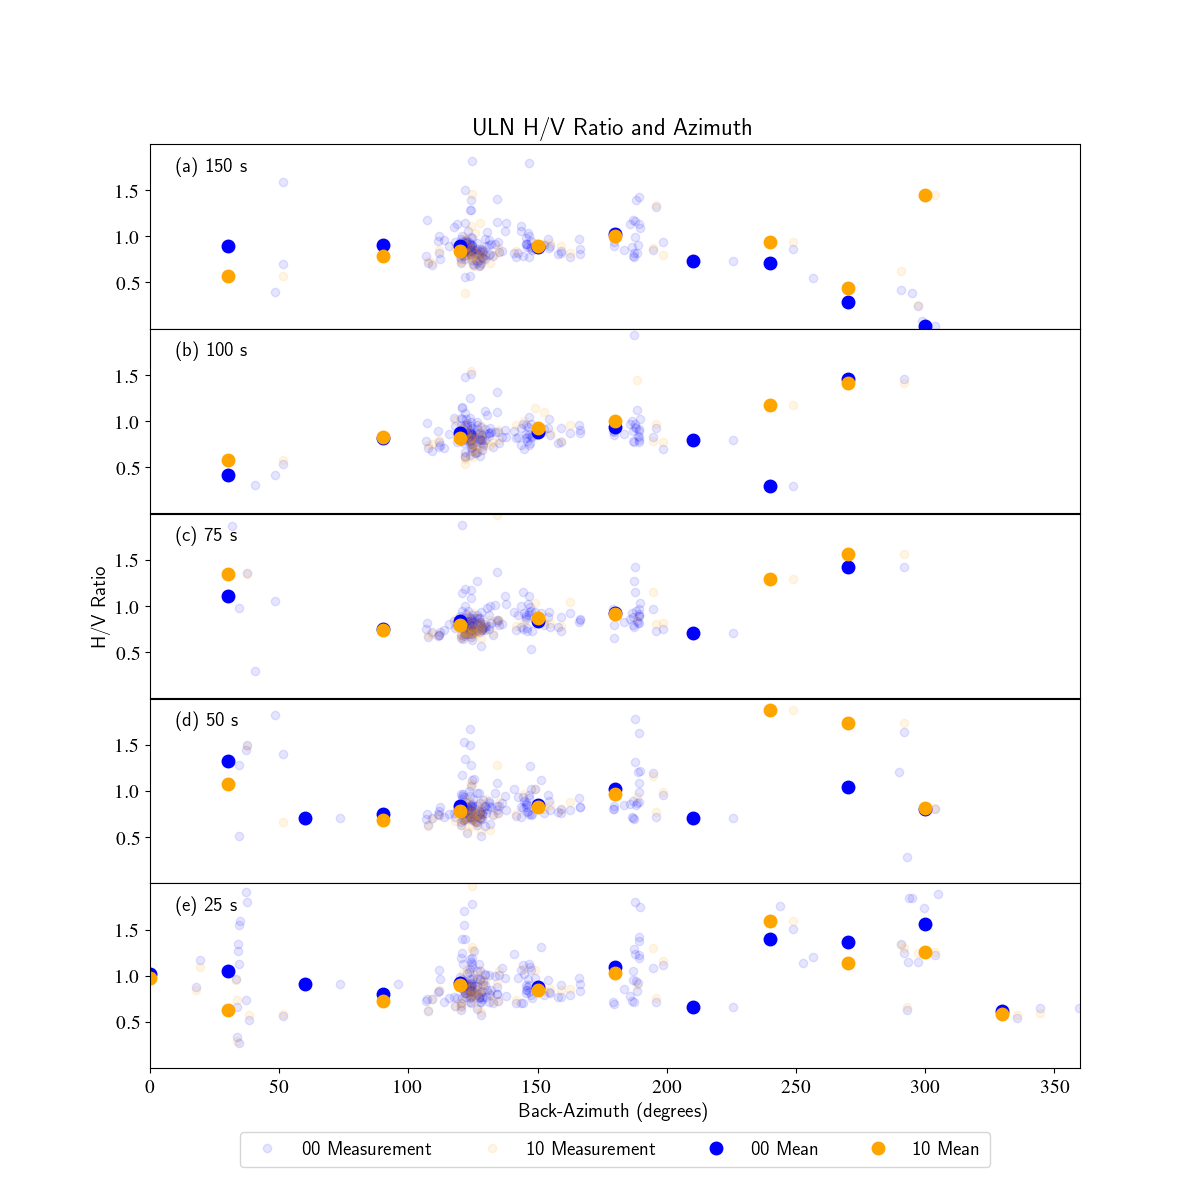 ULN H/V Ratio and Azimuth
(a) 150 s
1.5
1.0
0.5
(b) 100 s
1.5
1.0
0.5
(c) 75 s
1.5
1.0
0.5
H/V Ratio
(d) 50 s
1.5
1.0
0.5
(e) 25 s
1.5
1.0
0.5
0 50 100 150 200 250 300 350
Back-Azimuth (degrees)
00 Measurement 10 Measurement 00 Mean 10 Mean